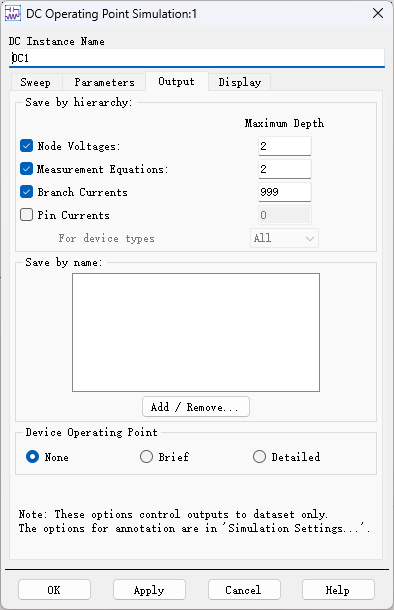 DC Operating Point Simulation:1
DC Instance Name
DC1
Sweep Parameters Output Display
Save by hierarchy:
Maximum Depth
Node Voltages: 2
Measurement Equations: 2
Branch Currents 999
Pin Currents 0
For device types All
Save by name:
Add / Remove...
Device Operating Point
None Brief Detailed
Note: These options control outputs to dataset only.
The options for annotation are in 'Simulation Settings...'.
OK Apply Cancel Help